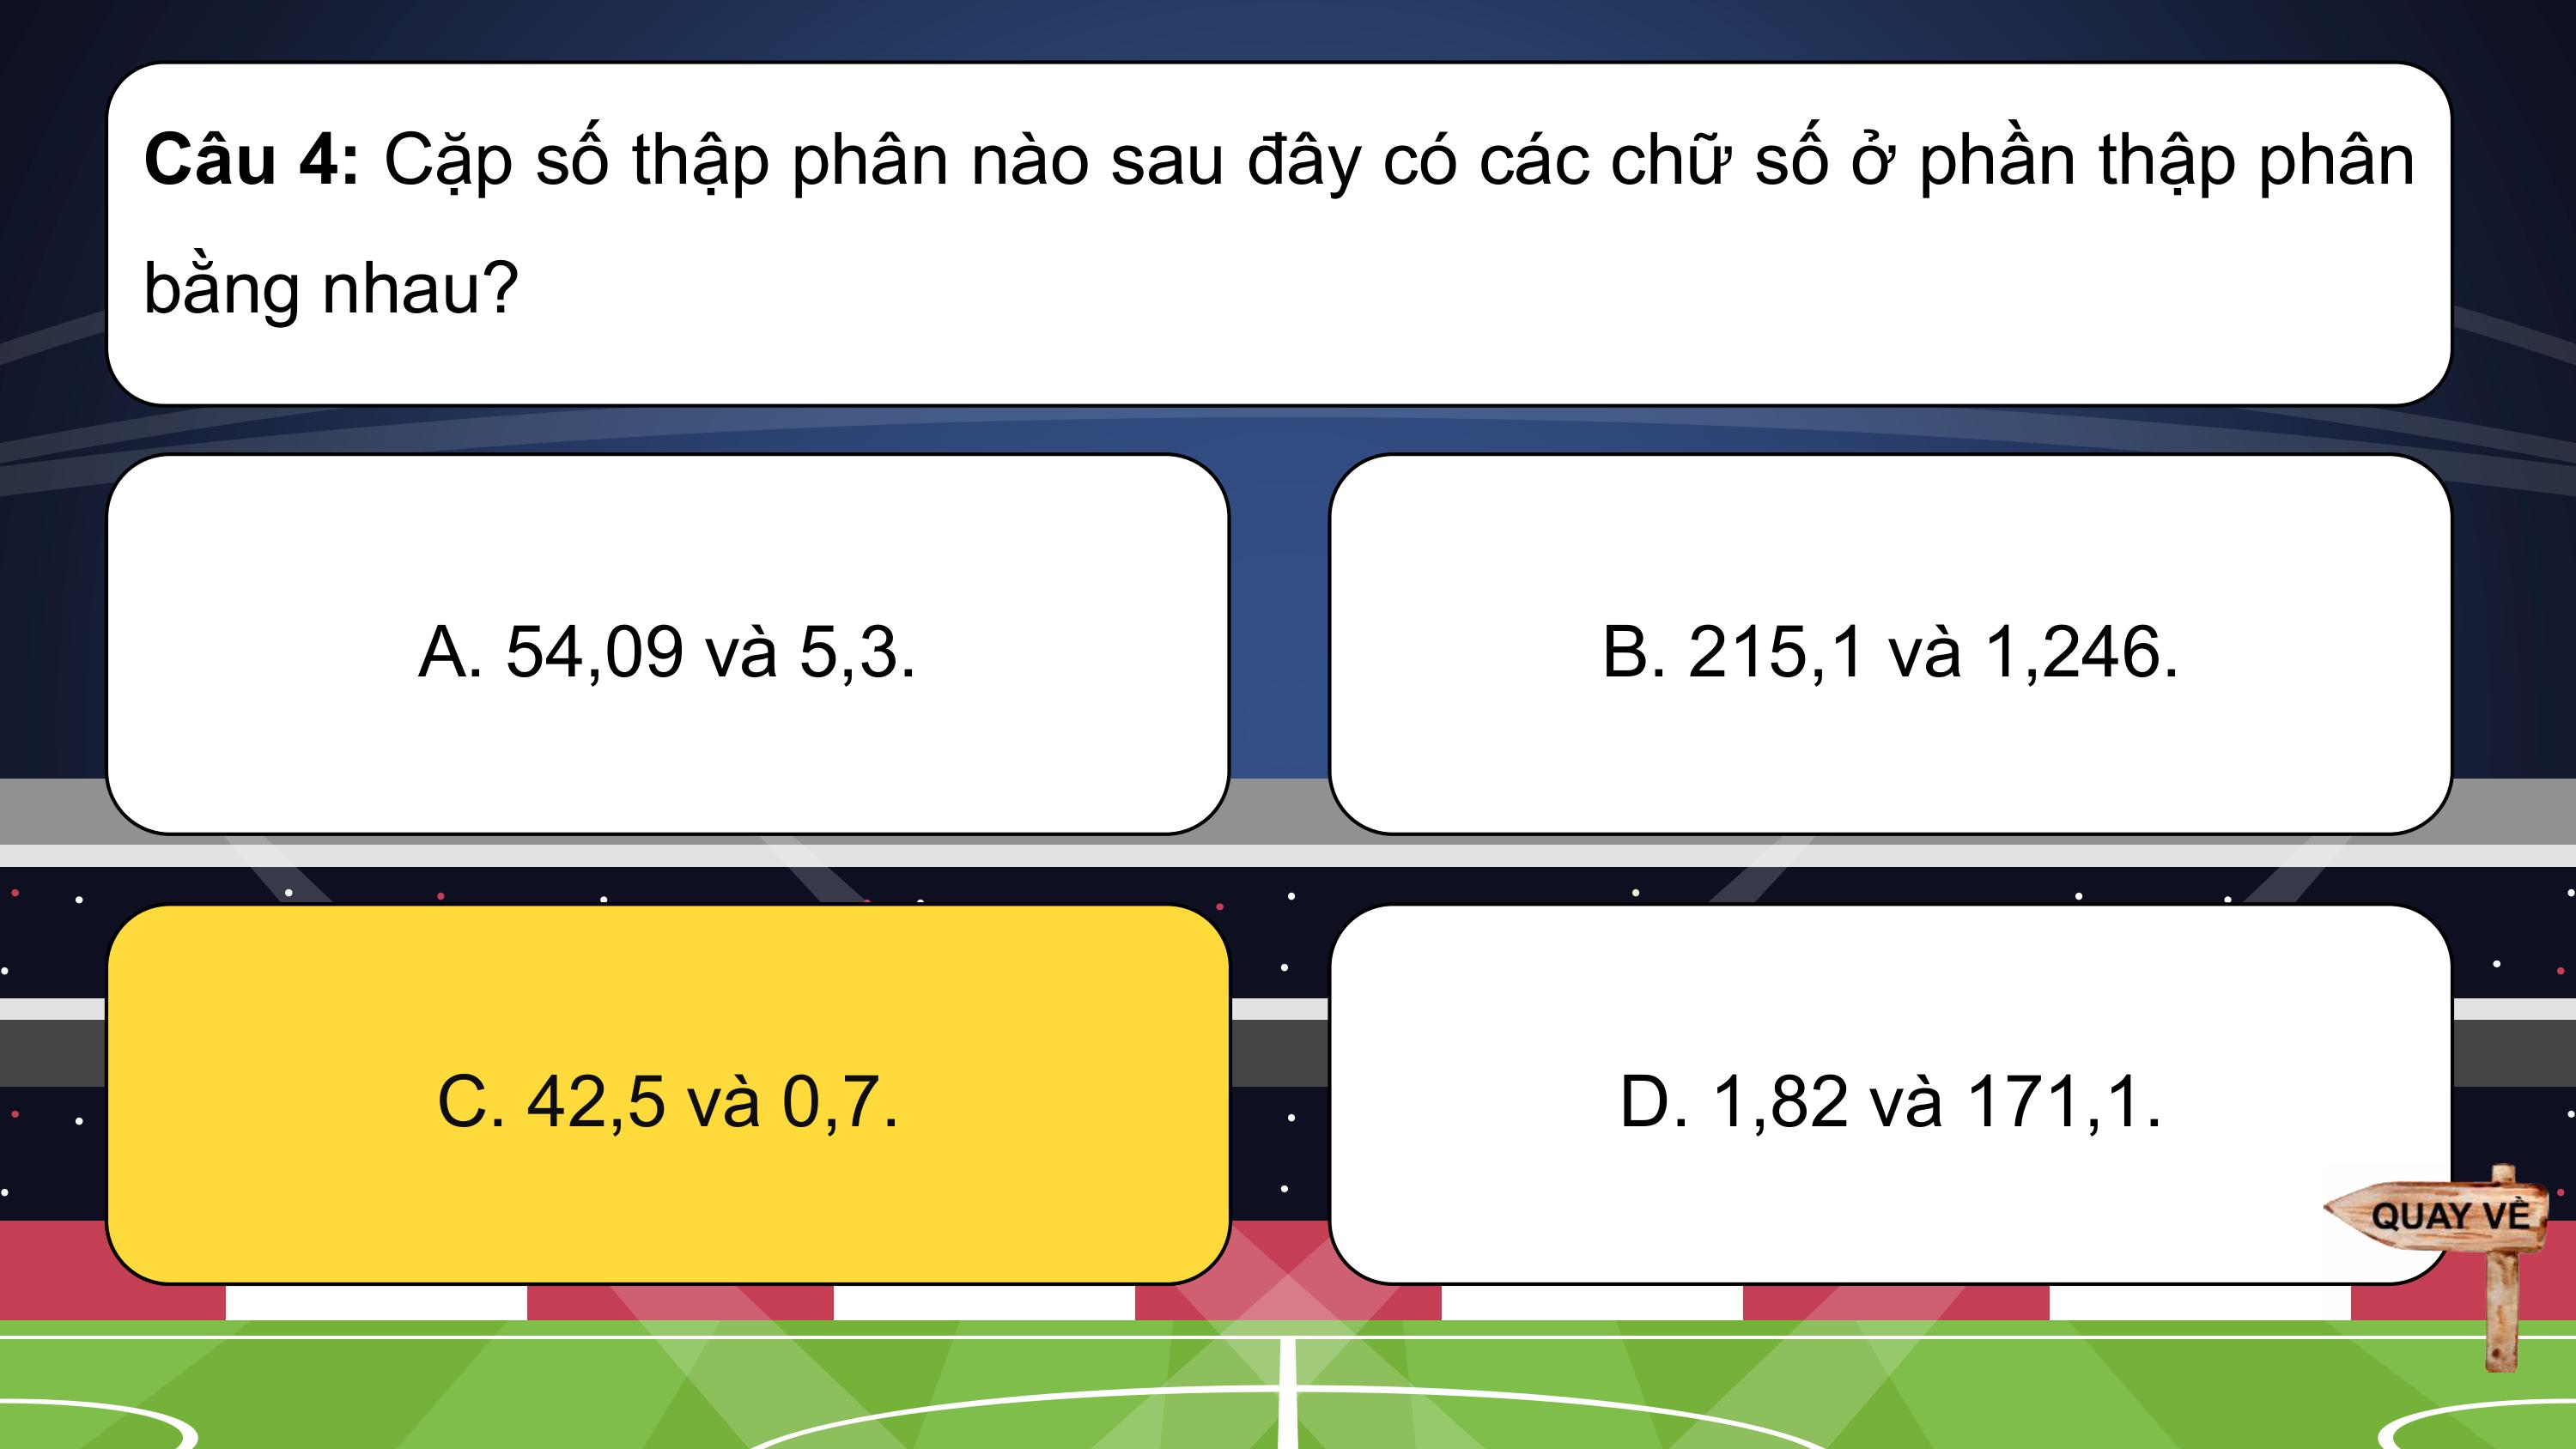 Câu 4: Cặp số thập phân nào sau đây có các chữ số ở phần thập phân
bằng nhau?
A. 54,09 và 5,3.
B. 215,1 và 1,246.
C. 42,5 và 0,7.
D. 1,82 và 171,1.
QUAY VỀ